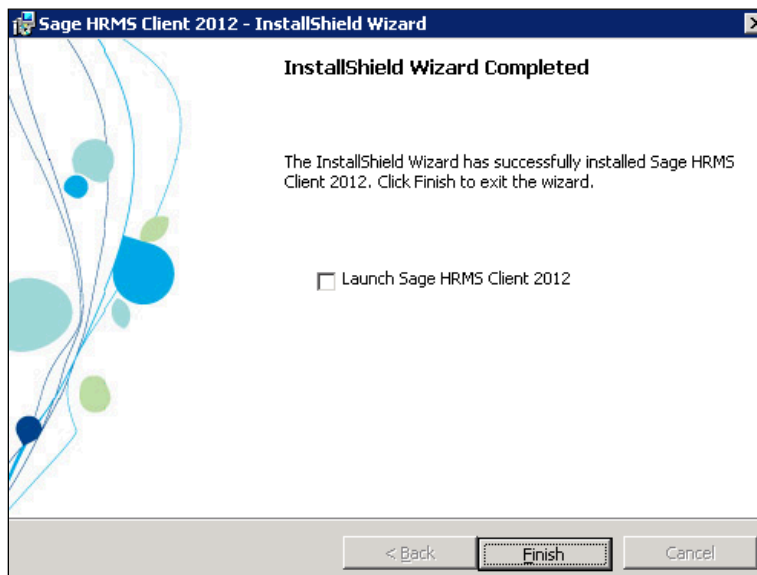 Sage HRMS Client 2012 - InstallShield Wizard
InstallShield Wizard Completed
The InstallShield Wizard has successfully installed Sage HRMS
Client 2012. Click Finish to exit the wizard.
Launch Sage HRMS Client 2012
< Back
Finish
Cancel